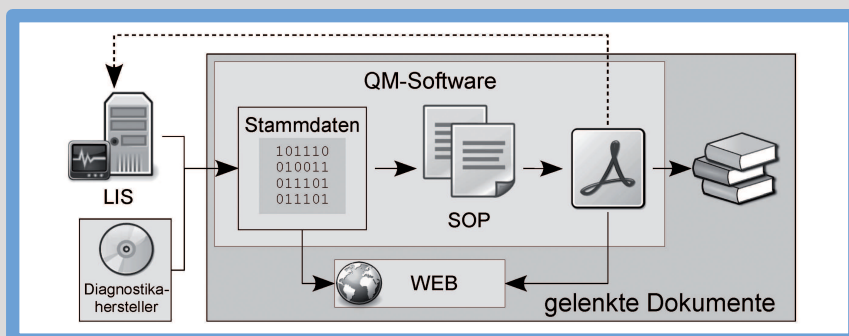 QM-Software
Stammdaten
101110
010011
011101
011101
LIS
SOP
Diagnostika-
hersteller
WEB
gelenkte Dokumente